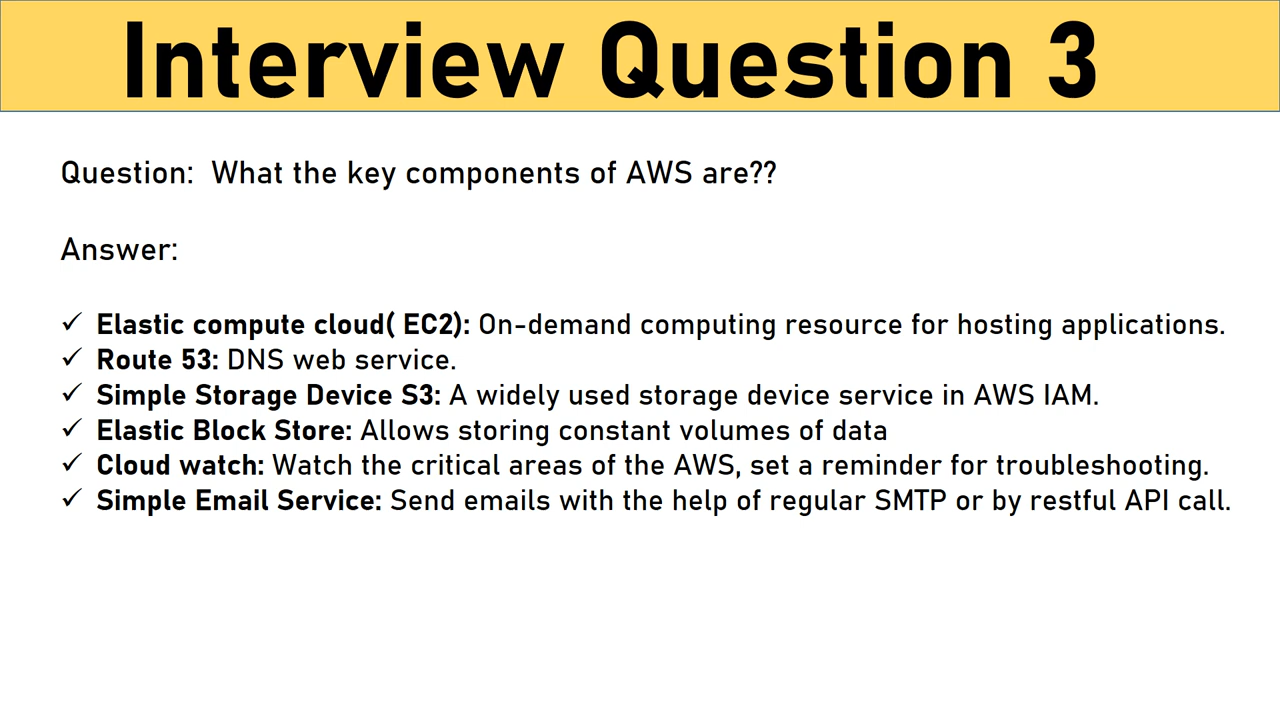 Interview Question 3
Question: What the key components of AWS are??
Answer:
✓ Elastic compute cloud( EC2): On-demand computing resource for hosting applications.
✓ Route 53: DNS web service.
✓ Simple Storage Device S3: A widely used storage device service in AWS IAM.
✓ Elastic Block Store: Allows storing constant volumes of data
✓ Cloud watch: Watch the critical areas of the AWS, set a reminder for troubleshooting.
✓ Simple Email Service: Send emails with the help of regular SMTP or by restful API call.